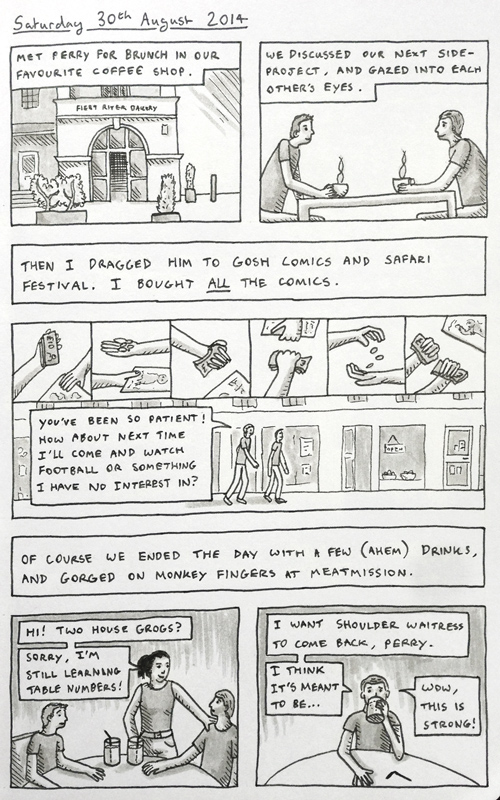 Saturday 30th August 2014
MET PERRY FOR BRUNCH IN OUR
FAVOURITE COFFEE SHOP.
FLEET RIVER BAKERY
WE DISCUSSED OUR NEXT SIDE-
PROJECT, AND GAZED INTO EACH
OTHER'S EYES.
THEN I DRAGGED HIM TO GOSH COMICS AND SAFARI
FESTIVAL. I BOUGHT ALL THE COMICS.
YOU'VE BEEN SO PATIENT!
HOW ABOUT NEXT TIME
I'LL COME AND WATCH
FOOTBALL OR SOMETHING
I HAVE NO INTEREST IN?
OPEN
OF COURSE WE ENDED THE DAY WITH A FEW (AHEM) DRINKS,
AND GORGED ON MONKEY FINGERS AT MEATMISSION.
HI! TWO HOUSE GROGS?
SORRY, I'M
STILL LEARNING
TABLE NUMBERS!
I WANT SHOULDER WAITRESS
TO COME BACK, PERRY.
I THINK
IT'S MEANT
TO BE...
WOW,
THIS IS
STRONG!